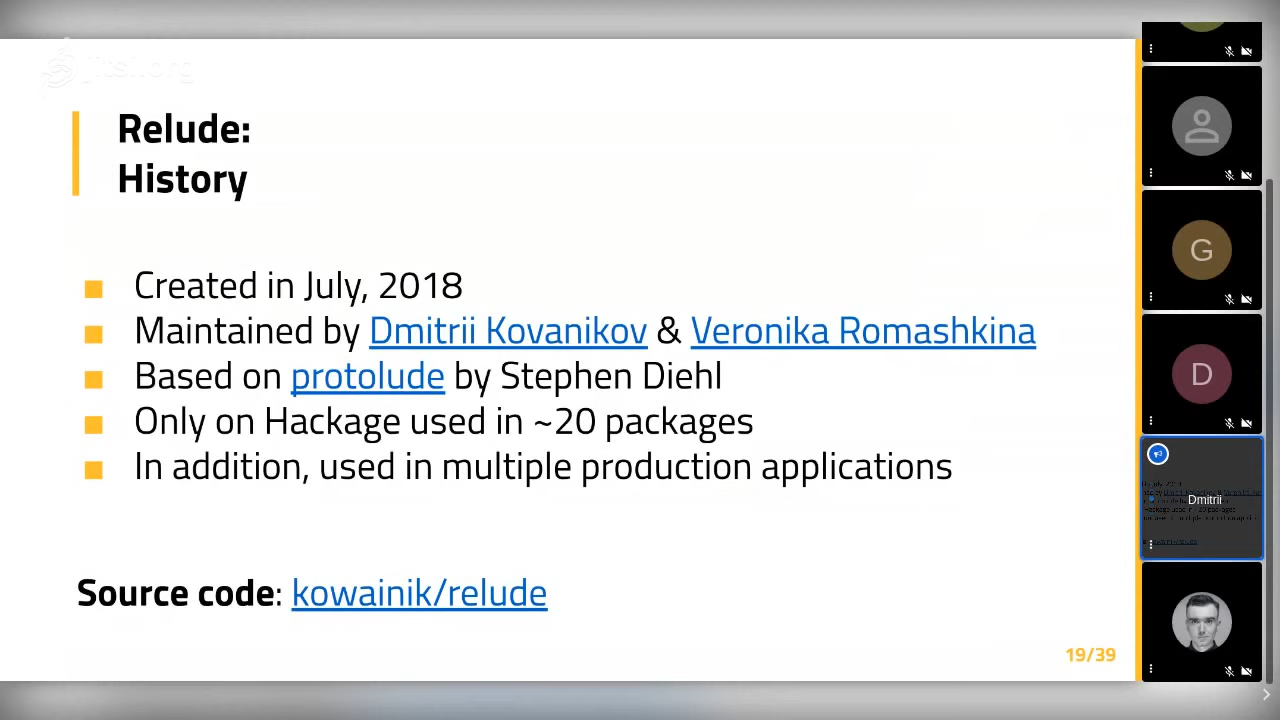 jitsi.org
Relude:
History
Created in July, 2018
Maintained by Dmitrii Kovanikov & Veronika Romashkina
Based on protolude by Stephen Diehl
Only on Hackage used in ~20 packages
In addition, used in multiple production applications
Source code: kowainik/relude
19/39
G
D
Dmitrii